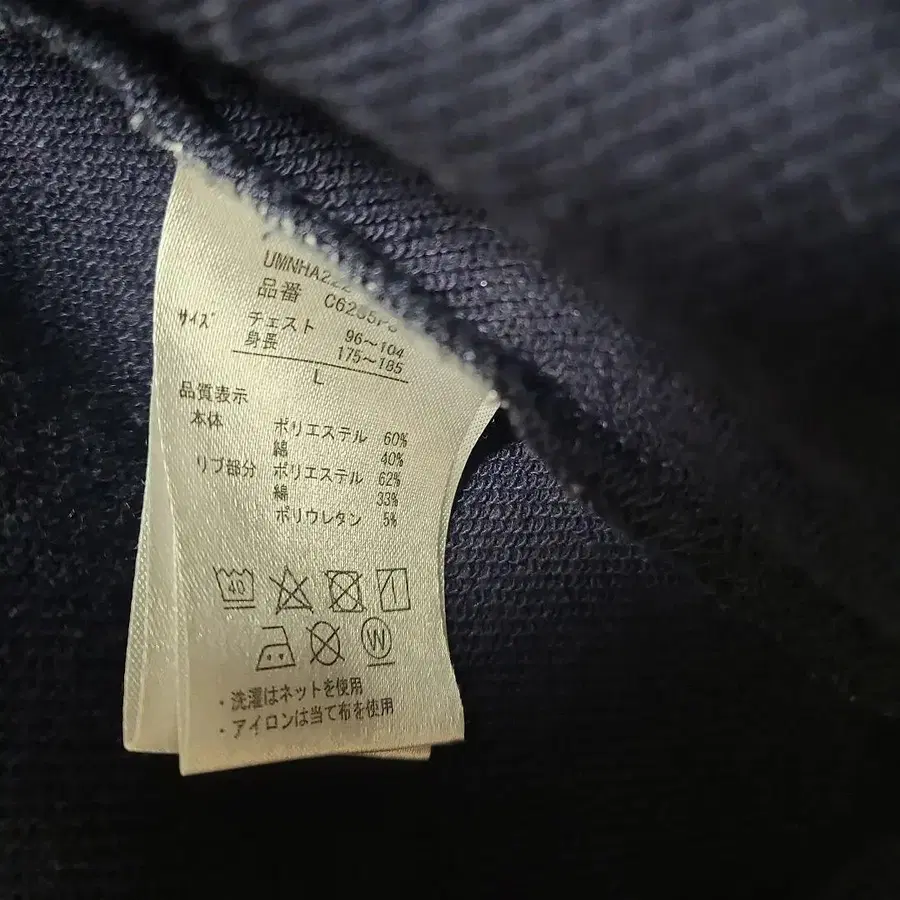 品番
サイズ チェスト 96～104
身長 175～185
L
品質表示
本体 ポリエステル 60%
綿 40%
リブ部分 ポリエステル 62%
綿 33%
ポリウレタン 5%
40
W
・洗濯はネットを使用
・アイロンは当て布を使用